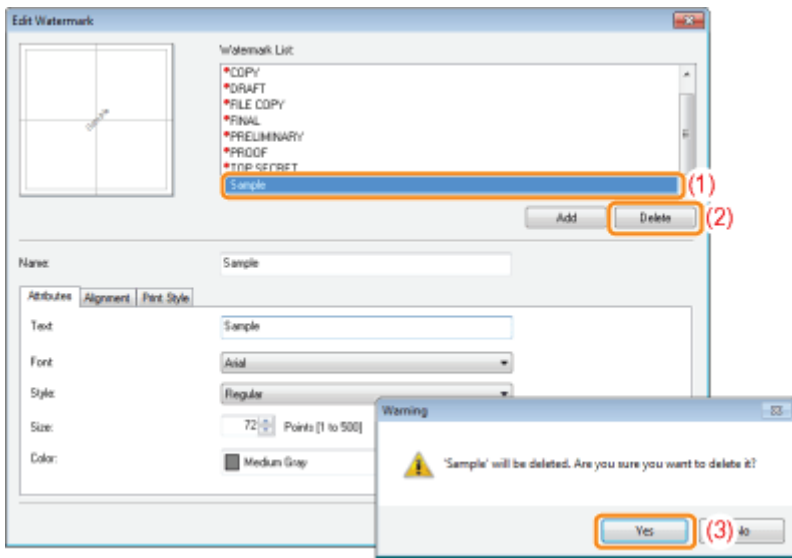 Edit Watermark
Watermark List:
*COPY
*DRAFT
*FILE COPY
*FINAL
*PRELIMINARY
*PROOF
*TOP SECRET
Sample
(1)
Add
Delete
(2)
Name:
Sample
Attributes
Alignment
Print Style
Text:
Sample
Font:
Arial
Style:
Regular
Size:
72
Points [1 to 500]
Color:
Medium Gray
Warning
'Sample' will be deleted. Are you sure you want to delete it?
Yes
(3)